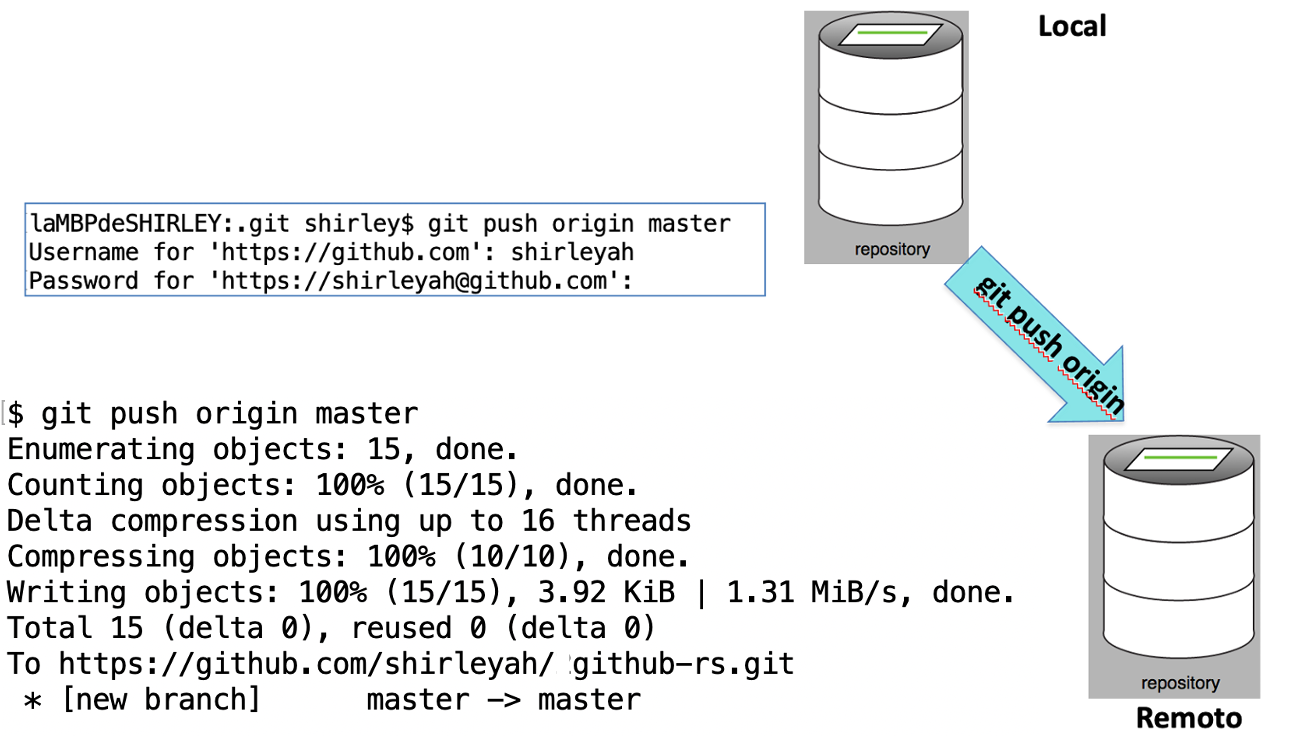 Local
repository
laMBPdeSHIRLEY:.git shirley$ git push origin master
Username for 'https://github.com': shirleyah
Password for 'https://shirleyah@github.com':
git push origin
$ git push origin master
Enumerating objects: 15, done.
Counting objects: 100% (15/15), done.
Delta compression using up to 16 threads
Compressing objects: 100% (10/10), done.
Writing objects: 100% (15/15), 3.92 KiB | 1.31 MiB/s, done.
Total 15 (delta 0), reused 0 (delta 0)
To https://github.com/shirleyah/ github-rs.git
* [new branch]      master -> master
repository
Remoto